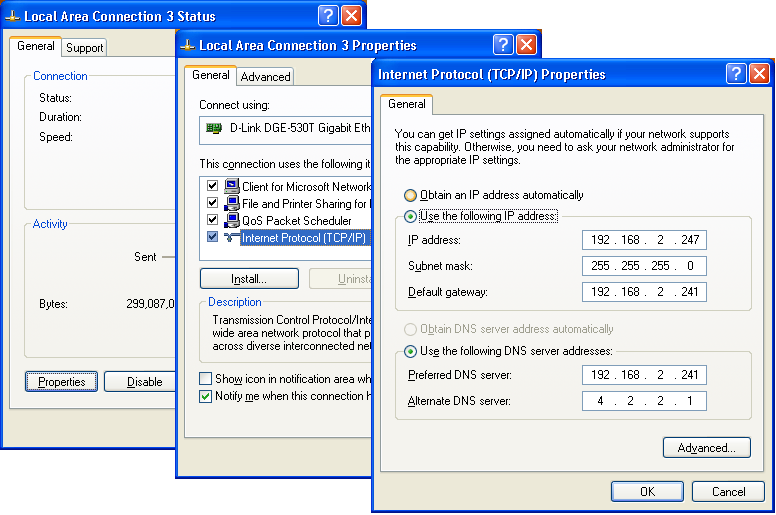 Local Area Connection 3 Status
General
Support
Connection
Status:
Duration:
Speed:
Activity
Sent
Bytes:
299,087,0
Properties
Disable
Local Area Connection 3 Properties
General
Advanced
Connect using:
D-Link DGE-530T Gigabit Eth
This connection uses the following it
Client for Microsoft Network
File and Printer Sharing for
QoS Packet Scheduler
Internet Protocol (TCP/IP)
Install...
Uninsta
Description
Transmission Control Protocol/Inte
wide area network protocol that p
across diverse interconnected net
Show icon in notification area wh
Notify me when this connection h
Internet Protocol (TCP/IP) Properties
General
You can get IP settings assigned automatically if your network supports
this capability. Otherwise, you need to ask your network administrator for
the appropriate IP settings.
Obtain an IP address automatically
Use the following IP address:
IP address:
192 . 168 . 2 . 247
Subnet mask:
255 . 255 . 255 . 0
Default gateway:
192 . 168 . 2 . 241
Obtain DNS server address automatically
Use the following DNS server addresses:
Preferred DNS server:
192 . 168 . 2 . 241
Alternate DNS server:
4 . 2 . 2 . 1
Advanced...
OK
Cancel